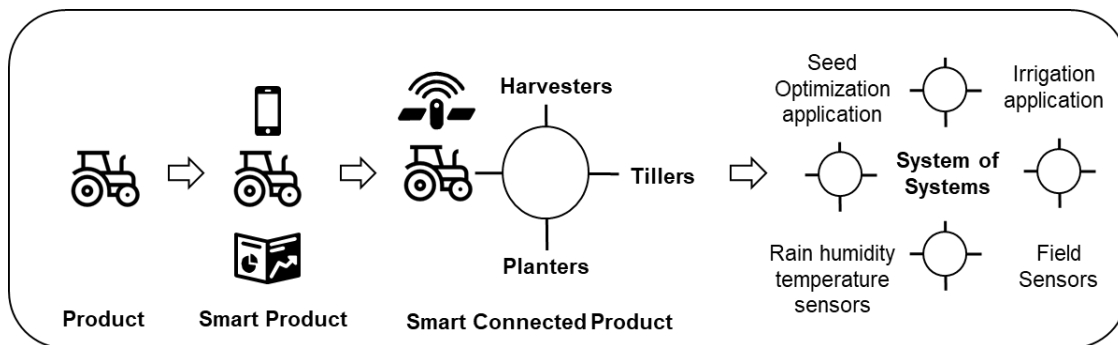 Product
Smart Product
Harvesters
Tillers
Planters
Smart Connected Product
Seed
Optimization
application
Irrigation
application
System of
Systems
Rain humidity
temperature
sensors
Field
Sensors